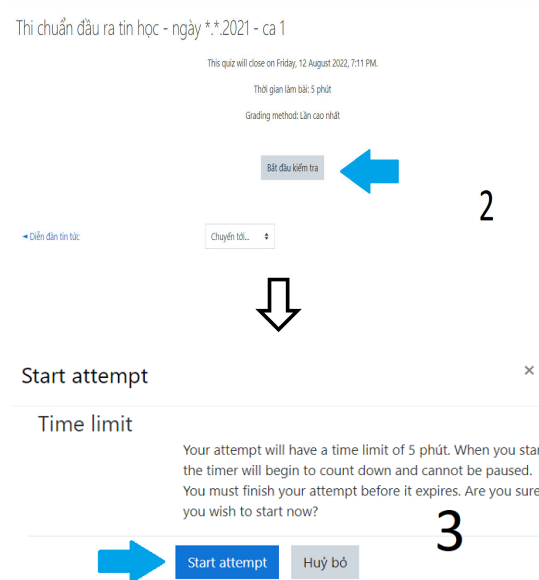 Thi chuẩn đầu ra tin học - ngày *.*.2021 - ca 1
This quiz will close on Friday, 12 August 2022, 7:11 PM.
Thời gian làm bài: 5 phút
Grading method: Lần cao nhất
Bắt đầu kiểm tra
2
◄ Diễn đàn tin tức
Chuyển tới...
Start attempt
×
Time limit
Your attempt will have a time limit of 5 phút. When you star
the timer will begin to count down and cannot be paused.
You must finish your attempt before it expires. Are you sure
you wish to start now?
3
Start attempt
Huỷ bỏ